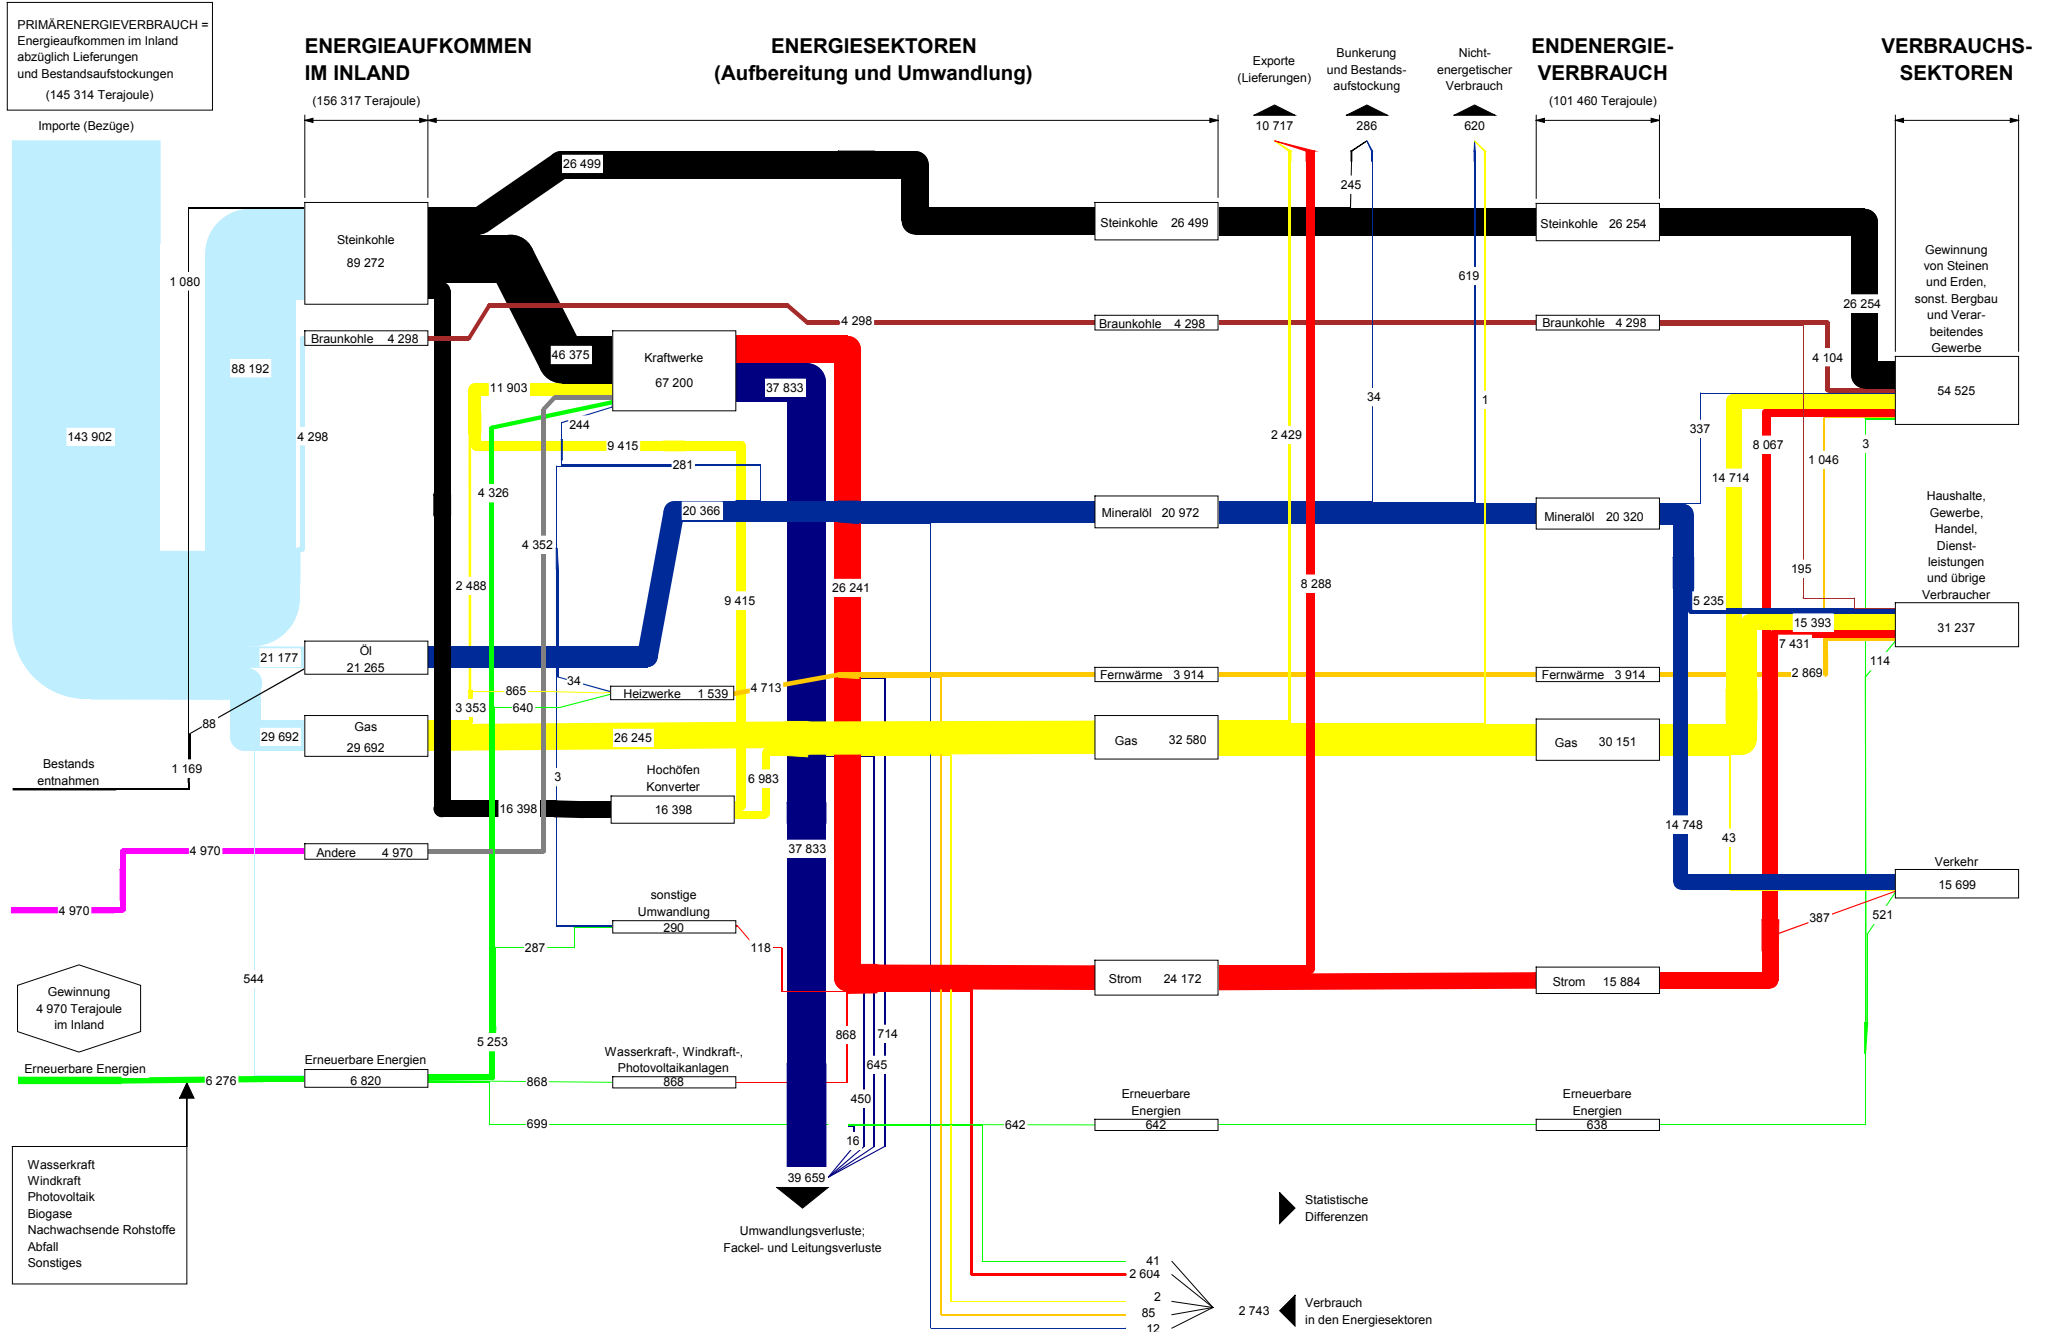 PRIMÄRENERGIEVERBRAUCH =
Energieaufkommen im Inland
abzüglich Lieferungen
und Bestandsaufstockungen
(145 314 Terajoule)
ENERGIEAUFKOMMEN
IM INLAND
(156 317 Terajoule)
ENERGIESEKTOREN
(Aufbereitung und Umwandlung)
Exporte
(Lieferungen)
10 717
Bunkerung
und Bestands-
aufstockung
286
Nicht-
energetischer
Verbrauch
620
ENDENERGIE-
VERBRAUCH
(101 460 Terajoule)
VERBRAUCHS-
SEKTOREN
Importe (Bezüge)
26 499
245
Steinkohle
89 272
Steinkohle 26 499
Steinkohle 26 254
1 080
619
26 254
Gewinnung
von Steinen
und Erden,
sonst. Bergbau
und Verar-
beitendes
Gewerbe
54 525
Braunkohle 4 298
4 298
Braunkohle 4 298
Braunkohle 4 298
4 104
88 192
46 375
Kraftwerke
67 200
37 833
11 903
34
1
143 902
4 298
244
9 415
281
2 429
337
8 067
3
1 046
14 714
4 326
20 366
Mineralöl 20 972
Mineralöl 20 320
Haushalte,
Gewerbe,
Handel,
Dienst-
leistungen
und übrige
Verbraucher
31 237
4 352
2 488
9 415
26 241
8 288
195
5 235
15 393
7 431
21 177
Öl
21 265
34
865
640
3 353
Heizwerke 1 539
4 713
Fernwärme 3 914
Fernwärme 3 914
2 869
114
88
29 692
Gas
29 692
26 245
Gas 32 580
Gas 30 151
Bestands
entnahmen
1 169
3
Hochöfen
Konverter
16 398
6 983
16 398
14 748
43
4 970
Andere 4 970
37 833
Verkehr
15 699
4 970
sonstige
Umwandlung
290
287
118
387
521
544
Gewinnung
4 970 Terajoule
im Inland
Strom 24 172
Strom 15 884
5 253
868
714
645
450
16
Erneuerbare Energien
6 276
Erneuerbare Energien
6 820
868
Wasserkraft-, Windkraft-,
Photovoltaikanlagen
868
699
642
Erneuerbare
Energien
642
Erneuerbare
Energien
638
Wasserkraft
Windkraft
Photovoltaik
Biogase
Nachwachsende Rohstoffe
Abfall
Sonstiges
39 659
Umwandlungsverluste;
Fackel- und Leitungsverluste
Statistische
Differenzen
41
2 604
2
85
12
2 743
Verbrauch
in den Energiesektoren